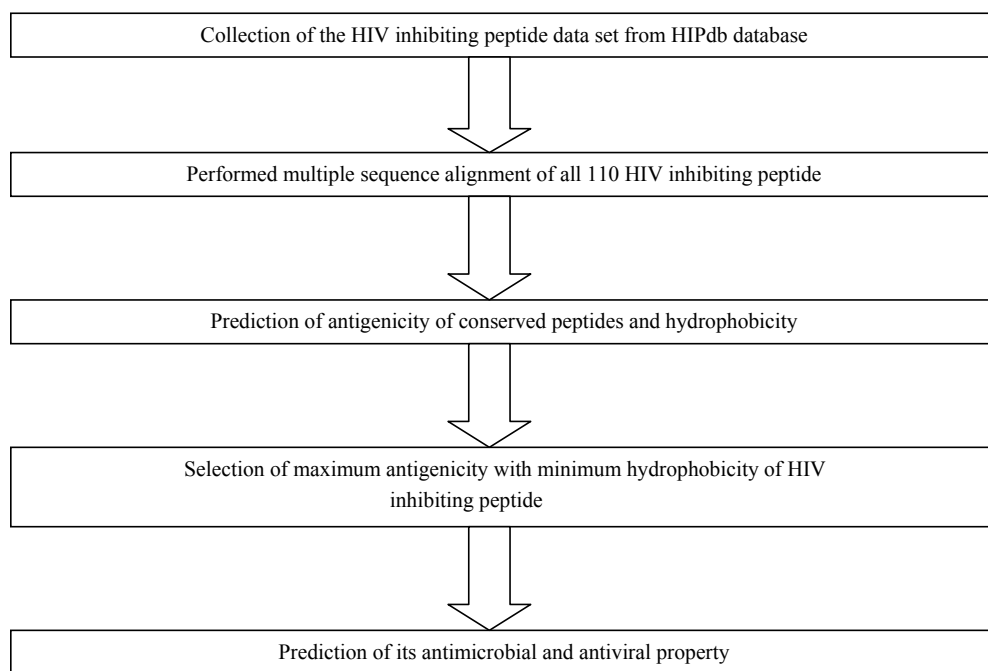 Collection of the HIV inhibiting peptide data set from HIPdb database
Performed multiple sequence alignment of all 110 HIV inhibiting peptide
Prediction of antigenicity of conserved peptides and hydrophobicity
Selection of maximum antigenicity with minimum hydrophobicity of HIV
inhibiting peptide
Prediction of its antimicrobial and antiviral property